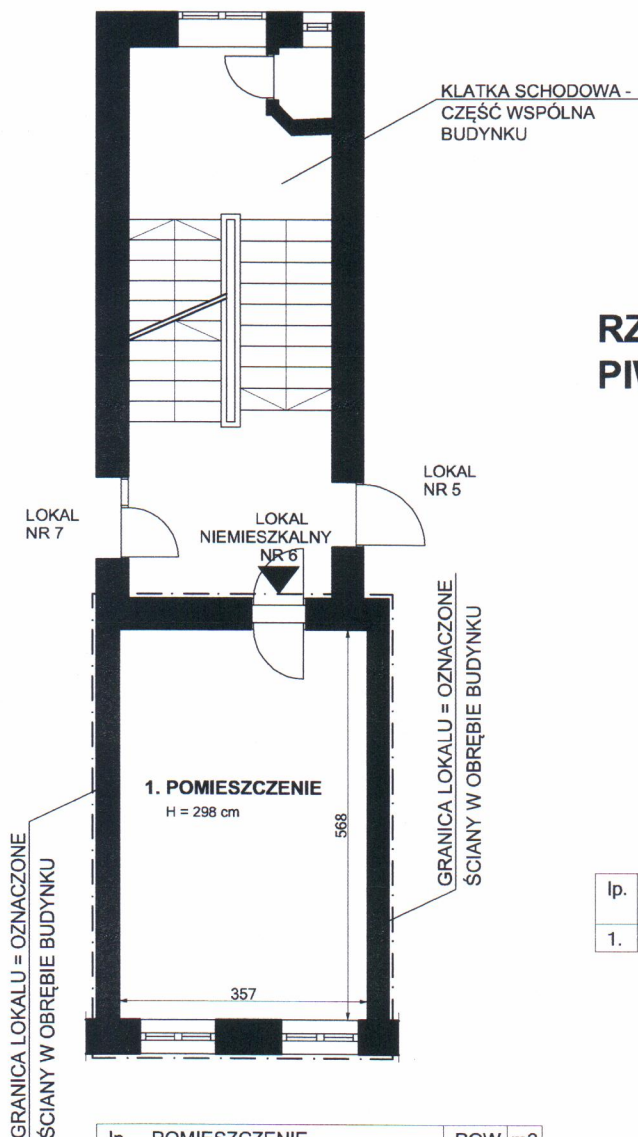 KLATKA SCHODOWA -
CZĘŚĆ WSPÓLNA
BUDYNKU
RZ
PIW
LOKAL
NR 5
LOKAL
NR 7
LOKAL
NIEMIESZKALNY
NR 6
GRANICA LOKALU = OZNACZONE
ŚCIANY W OBRĘBIE BUDYNKU
1. POMIESZCZENIE
H = 298 cm
568
357
GRANICA LOKALU = OZNACZONE
ŚCIANY W OBRĘBIE BUDYNKU
lp.
1.
lp. POMIESZCZENIE POW. m2